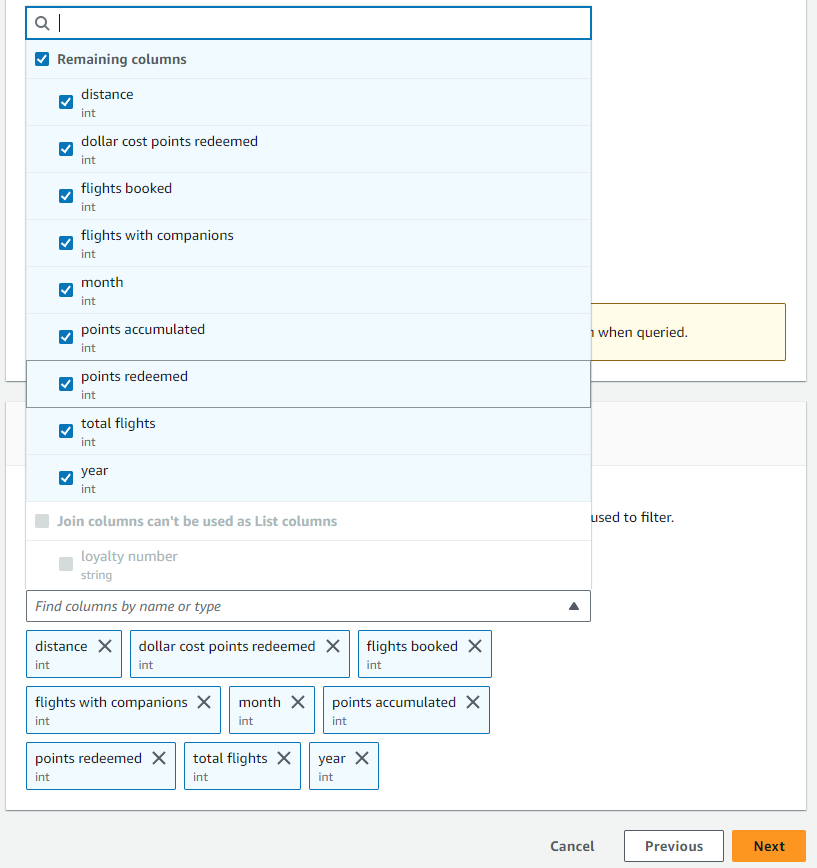 Remaining columns
distance
int
dollar cost points redeemed
int
flights booked
int
flights with companions
int
month
int
points accumulated
int
when queried.
points redeemed
int
total flights
int
year
int
Join columns can't be used as List columns
used to filter.
loyalty number
string
Find columns by name or type
distance dollar cost points redeemed flights booked
int int int
flights with companions month points accumulated
int int int
points redeemed total flights year
int int int
Cancel Previous Next